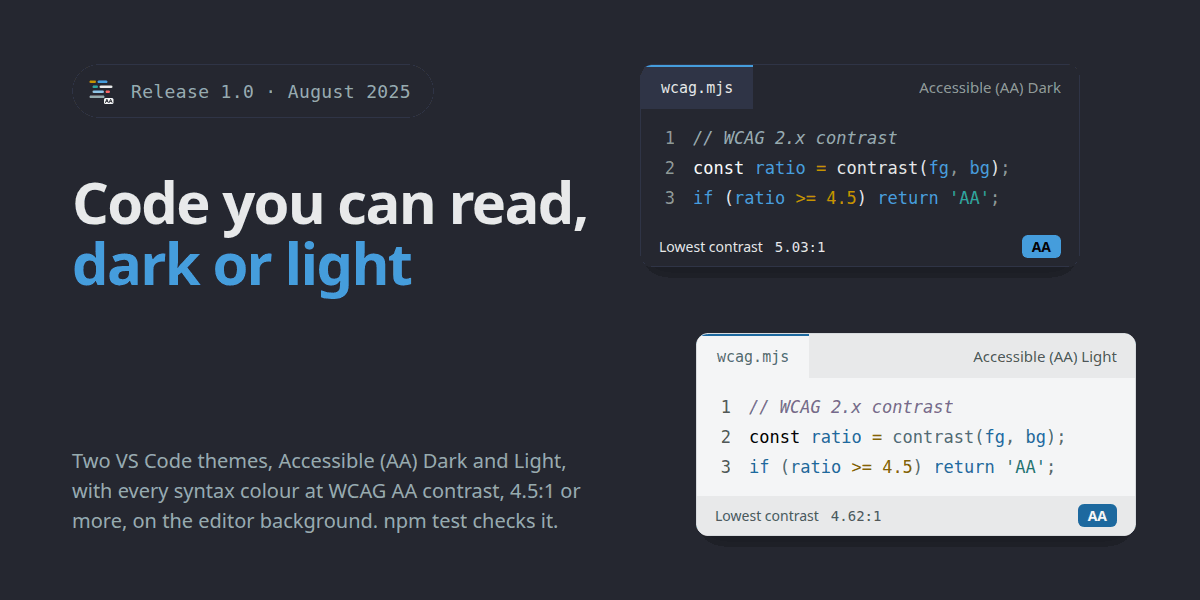 AA
Release 1.0 · August 2025
Code you can read,
dark or light
Two VS Code themes, Accessible (AA) Dark and Light,
with every syntax colour at WCAG AA contrast, 4.5:1 or
more, on the editor background. npm test checks it.
wcag.mjs
Accessible (AA) Dark
1 // WCAG 2.x contrast
2 const ratio = contrast(fg, bg);
3 if (ratio >= 4.5) return 'AA';
Lowest contrast 5.03:1
AA
wcag.mjs
Accessible (AA) Light
1 // WCAG 2.x contrast
2 const ratio = contrast(fg, bg);
3 if (ratio >= 4.5) return 'AA';
Lowest contrast 4.62:1
AA